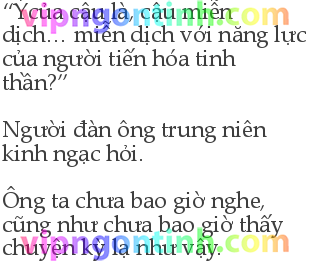 “Ý của cậu là, cậu miễn
dịch... miễn dịch với năng lực
của người tiến hóa tinh
thần?”
Người đàn ông trung niên
kinh ngạc hỏi.
Ông ta chưa bao giờ nghe,
cũng như chưa bao giờ thấy
chuyện kỳ lạ như vậy.
vipngontinh.com
vipngontinh.com